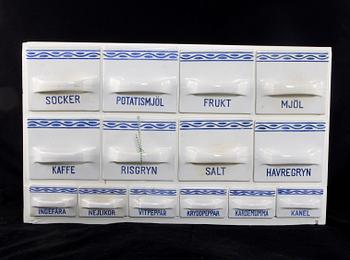 SOCKER POTATISMJÖL FRUKT MJÖL
KAFFE RISGRYN SALT HAVREGRYN
INGEFÄRA NEJLIKOR VITPEPPAR KRYDDPEPPAR KARDEMUMMA KANEL